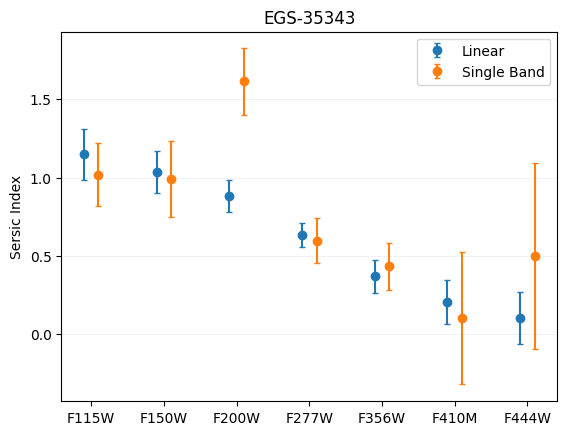 EGS-35343
Linear
Single Band
Sersic Index
1.5
1.0
0.5
0.0
F115W F150W F200W F277W F356W F410M F444W